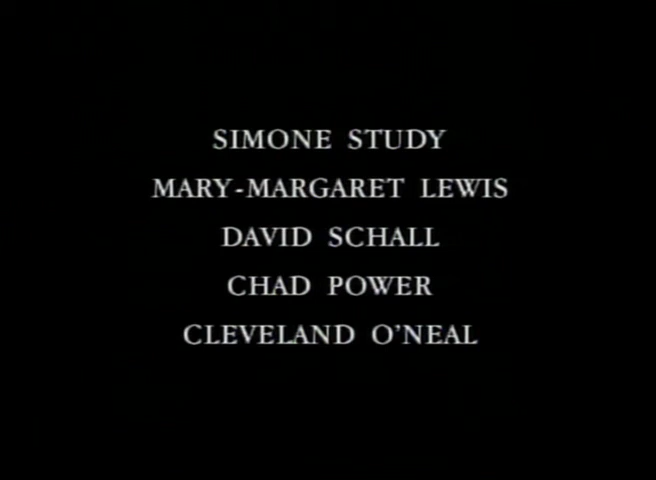 SIMONE STUDY
MARY-MARGARET LEWIS
DAVID SCHALL
CHAD POWER
CLEVELAND O'NEAL